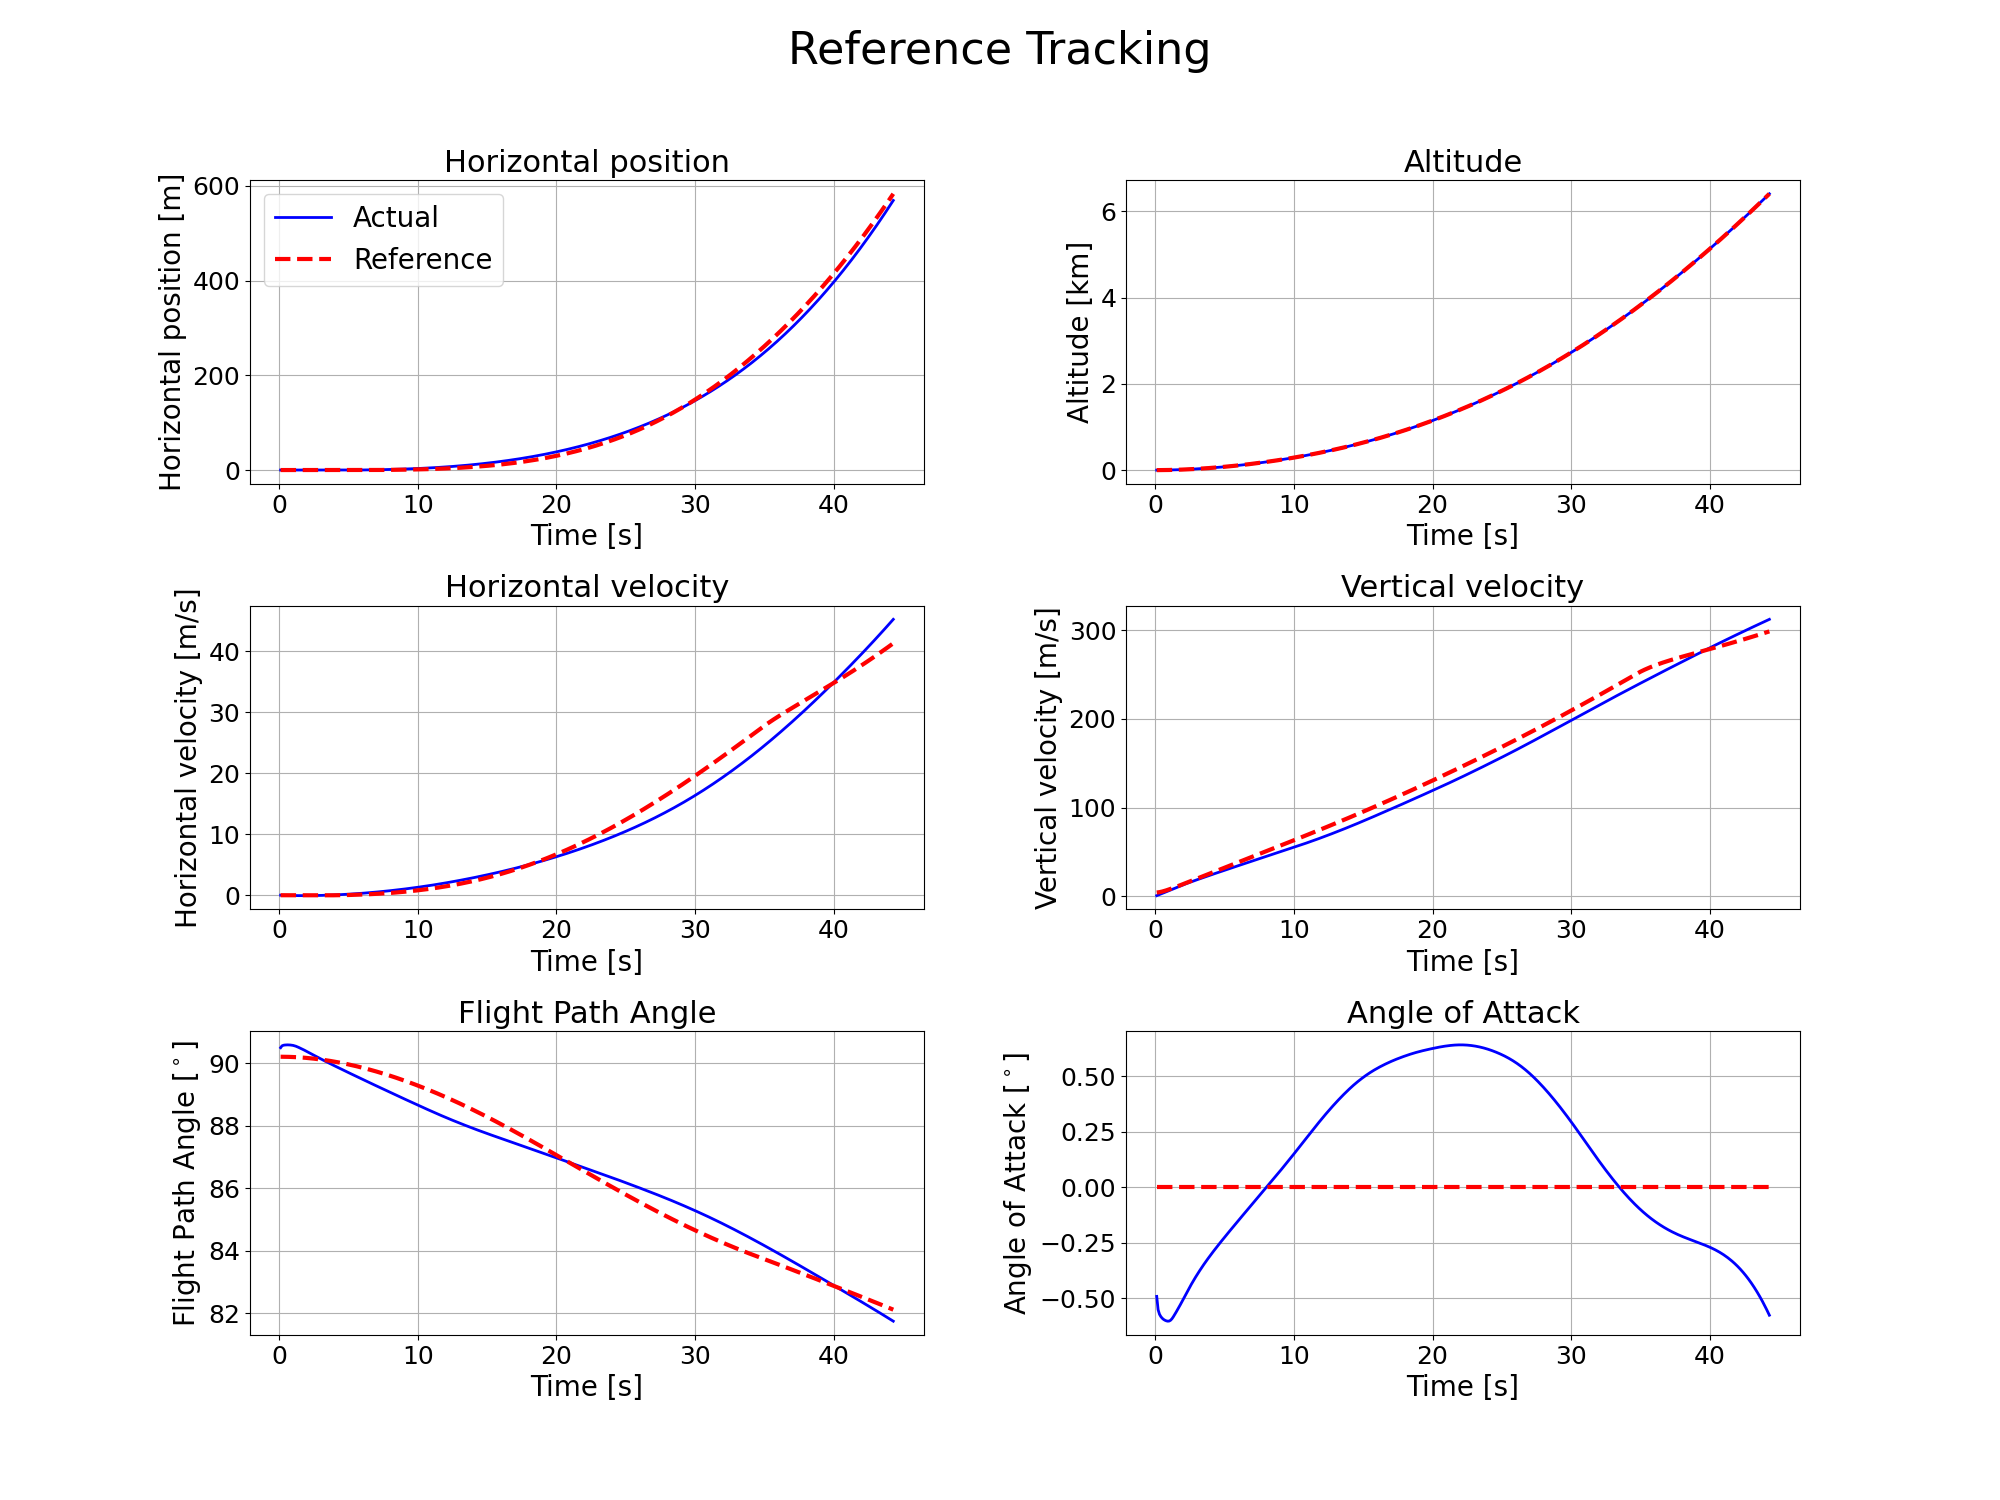 Reference Tracking
Horizontal position
Horizontal position [m]
600
400
200
0
Actual
Reference
0 10 20 30 40
Time [s]
Altitude
Altitude [km]
6
4
2
0
0 10 20 30 40
Time [s]
Horizontal velocity
Horizontal velocity [m/s]
40
30
20
10
0
0 10 20 30 40
Time [s]
Vertical velocity
Vertical velocity [m/s]
300
200
100
0
0 10 20 30 40
Time [s]
Flight Path Angle
Flight Path Angle [°]
90
88
86
84
82
0 10 20 30 40
Time [s]
Angle of Attack
Angle of Attack [°]
0.50
0.25
0.00
−0.25
−0.50
0 10 20 30 40
Time [s]